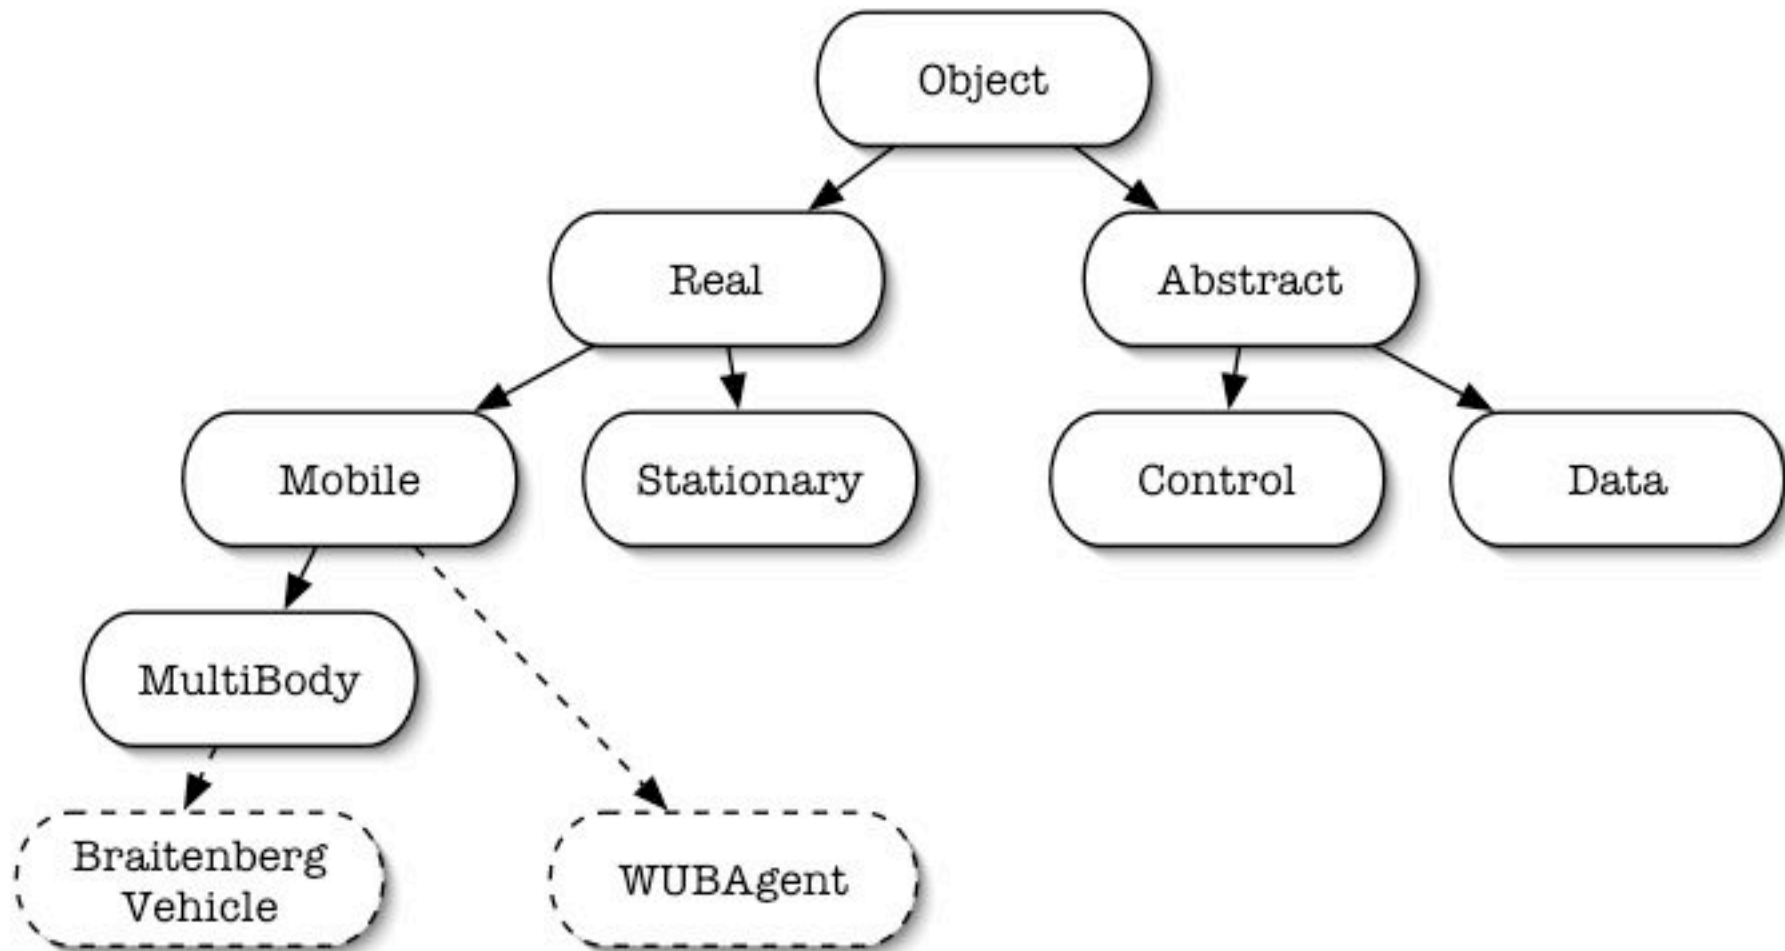 Object
Real
Abstract
Mobile
Stationary
Control
Data
MultiBody
Braitenberg
Vehicle
WUBAgent